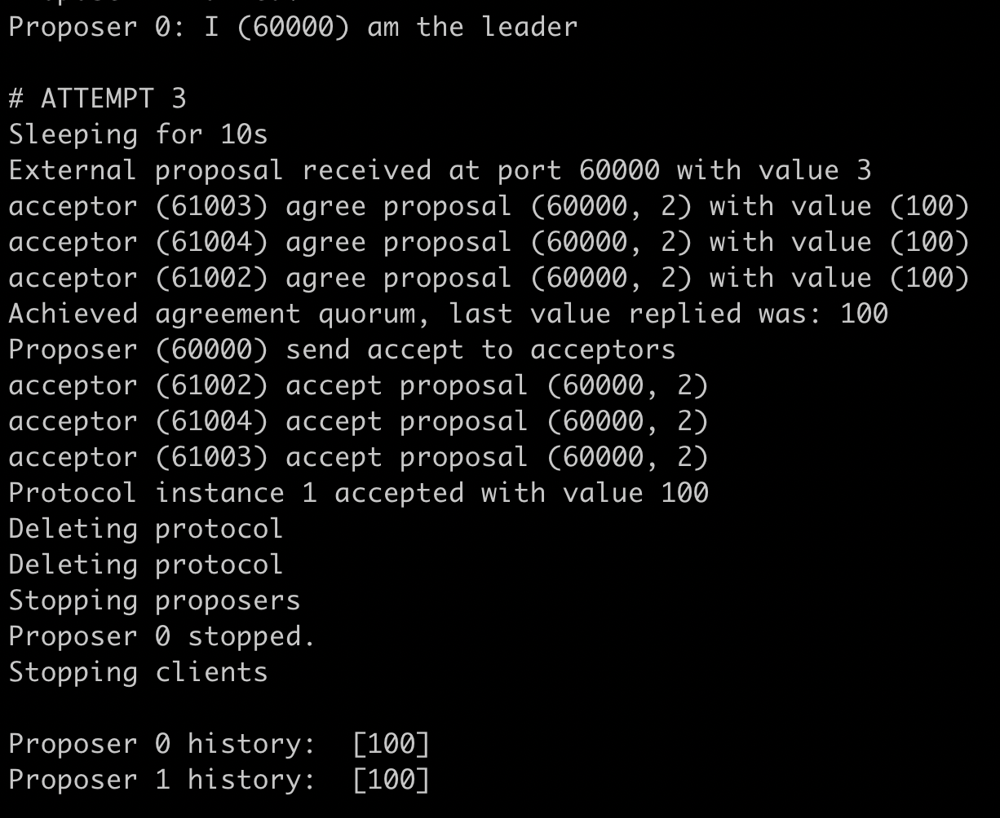 Proposer 0: I (60000) am the leader
# ATTEMPT 3
Sleeping for 10s
External proposal received at port 60000 with value 3
acceptor (61003) agree proposal (60000, 2) with value (100)
acceptor (61004) agree proposal (60000, 2) with value (100)
acceptor (61002) agree proposal (60000, 2) with value (100)
Achieved agreement quorum, last value replied was: 100
Proposer (60000) send accept to acceptors
acceptor (61002) accept proposal (60000, 2)
acceptor (61004) accept proposal (60000, 2)
acceptor (61003) accept proposal (60000, 2)
Protocol instance 1 accepted with value 100
Deleting protocol
Deleting protocol
Stopping proposers
Proposer 0 stopped.
Stopping clients
Proposer 0 history:  [100]
Proposer 1 history:  [100]